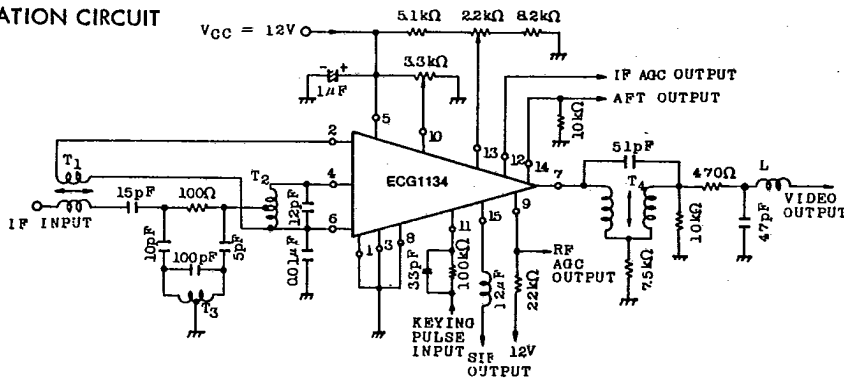 ATION CIRCUIT
VCC = 12V
5.1kΩ
2.2kΩ
8.2kΩ
3.3kΩ
- +
1μF
IF AGC OUTPUT
AFT OUTPUT
10kΩ
5
10
13
12
14
2
4
6
7
ECG1134
T1
T2
15pF
100Ω
12pF
0.01μF
IF INPUT
10pF
100pF
5pF
T3
1
3
8
11
15
9
33pF
100kΩ
12μF
22kΩ
RF
AGC
OUTPUT
KEYING
PULSE
INPUT
SIF
OUTPUT
12V
51pF
T4
470Ω
L
VIDEO
OUTPUT
10kΩ
47pF
7.5kΩ